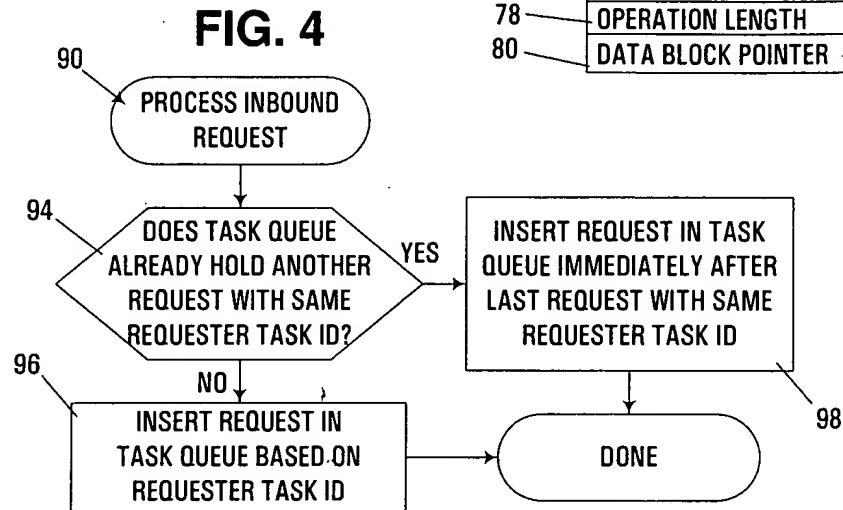 FIG. 4
78
OPERATION LENGTH
80
DATA BLOCK POINTER
90
PROCESS INBOUND
REQUEST
94
DOES TASK QUEUE
ALREADY HOLD ANOTHER
REQUEST WITH SAME
REQUESTER TASK ID?
YES
INSERT REQUEST IN TASK
QUEUE IMMEDIATELY AFTER
LAST REQUEST WITH SAME
REQUESTER TASK ID
98
NO
96
INSERT REQUEST IN
TASK QUEUE BASED ON
REQUESTER TASK ID
DONE